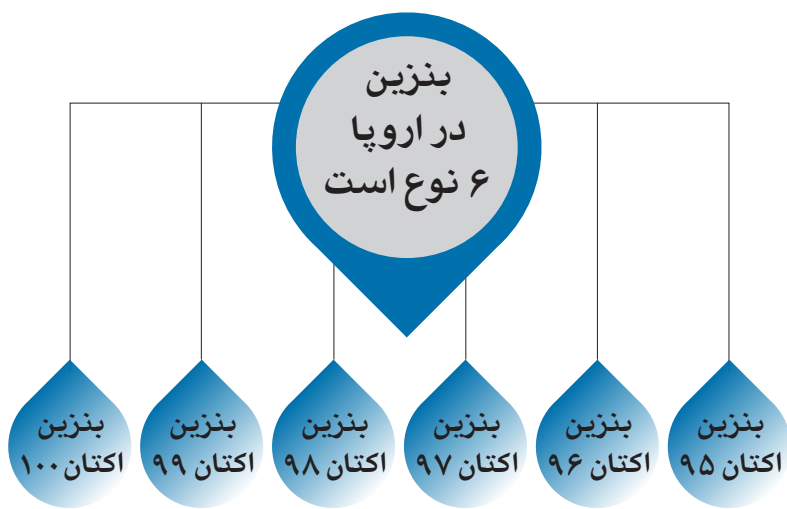 بنزین
در اروپا
۶ نوع است
بنزین
اکتان ۹۵
بنزین
اکتان ۹۶
بنزین
اکتان ۹۷
بنزین
اکتان ۹۸
بنزین
اکتان ۹۹
بنزین
اکتان ۱۰۰